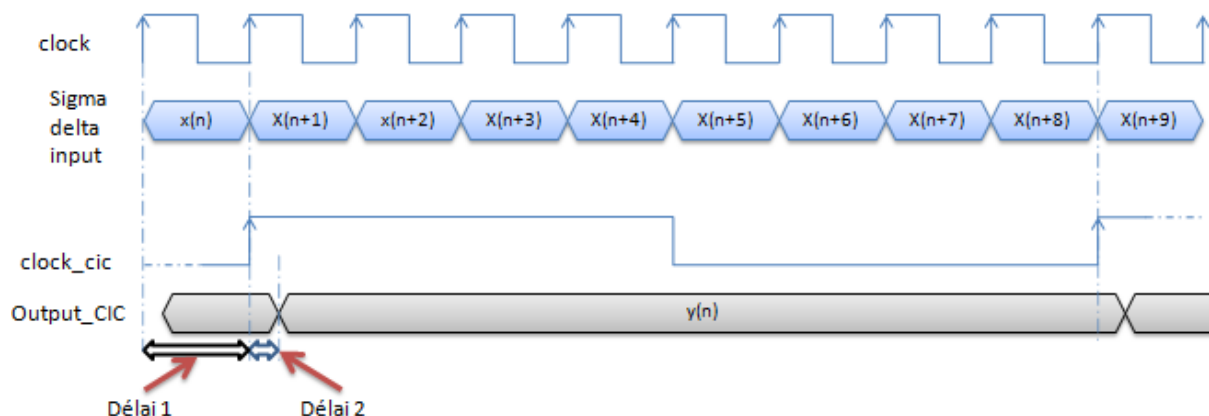 clock
Sigma
delta
input
x(n)
X(n+1)
x(n+2)
X(n+3)
X(n+4)
X(n+5)
X(n+6)
X(n+7)
X(n+8)
X(n+9)
clock_cic
Output_CIC
y(n)
Délai 1
Délai 2